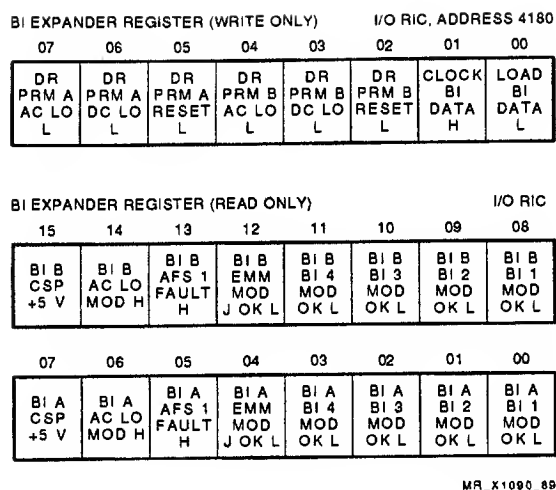 BI EXPANDER REGISTER (WRITE ONLY) I/O RIC, ADDRESS 4180
07 06 05 04 03 02 01 00
DR DR DR DR DR DR CLOCK LOAD
PRM A PRM A PRM A PRM B PRM B PRM B BI BI
AC LO DC LO RESET AC LO DC LO RESET DATA DATA
L L L L L L H L
BI EXPANDER REGISTER (READ ONLY) I/O RIC
15 14 13 12 11 10 09 08
BI B BI B BI B BI B BI B BI B BI B BI B
CSP AC LO AFS 1 EMM BI 4 BI 3 BI 2 BI 1
+5 V MOD H FAULT MOD MOD MOD MOD MOD
H J OK L OK L OK L OK L OK L
07 06 05 04 03 02 01 00
BI A BI A BI A BI A BI A BI A BI A BI A
CSP AC LO AFS 1 EMM BI 4 BI 3 BI 2 BI 1
+5 V MOD H FAULT MOD MOD MOD MOD MOD
H J OK L OK L OK L OK L OK L
MR_X1090_89